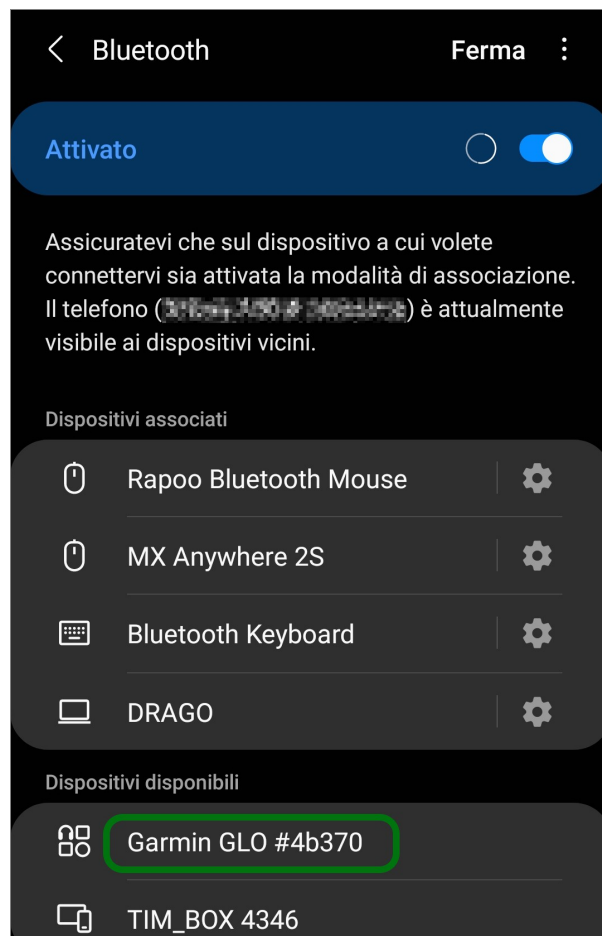 Bluetooth
Ferma
Attivato
Assicuratevi che sul dispositivo a cui volete
connettervi sia attivata la modalità di associazione.
Il telefono () è attualmente
visibile ai dispositivi vicini.
Dispositivi associati
Rapoo Bluetooth Mouse
MX Anywhere 2S
Bluetooth Keyboard
DRAGO
Dispositivi disponibili
Garmin GLO #4b370
TIM_BOX 4346